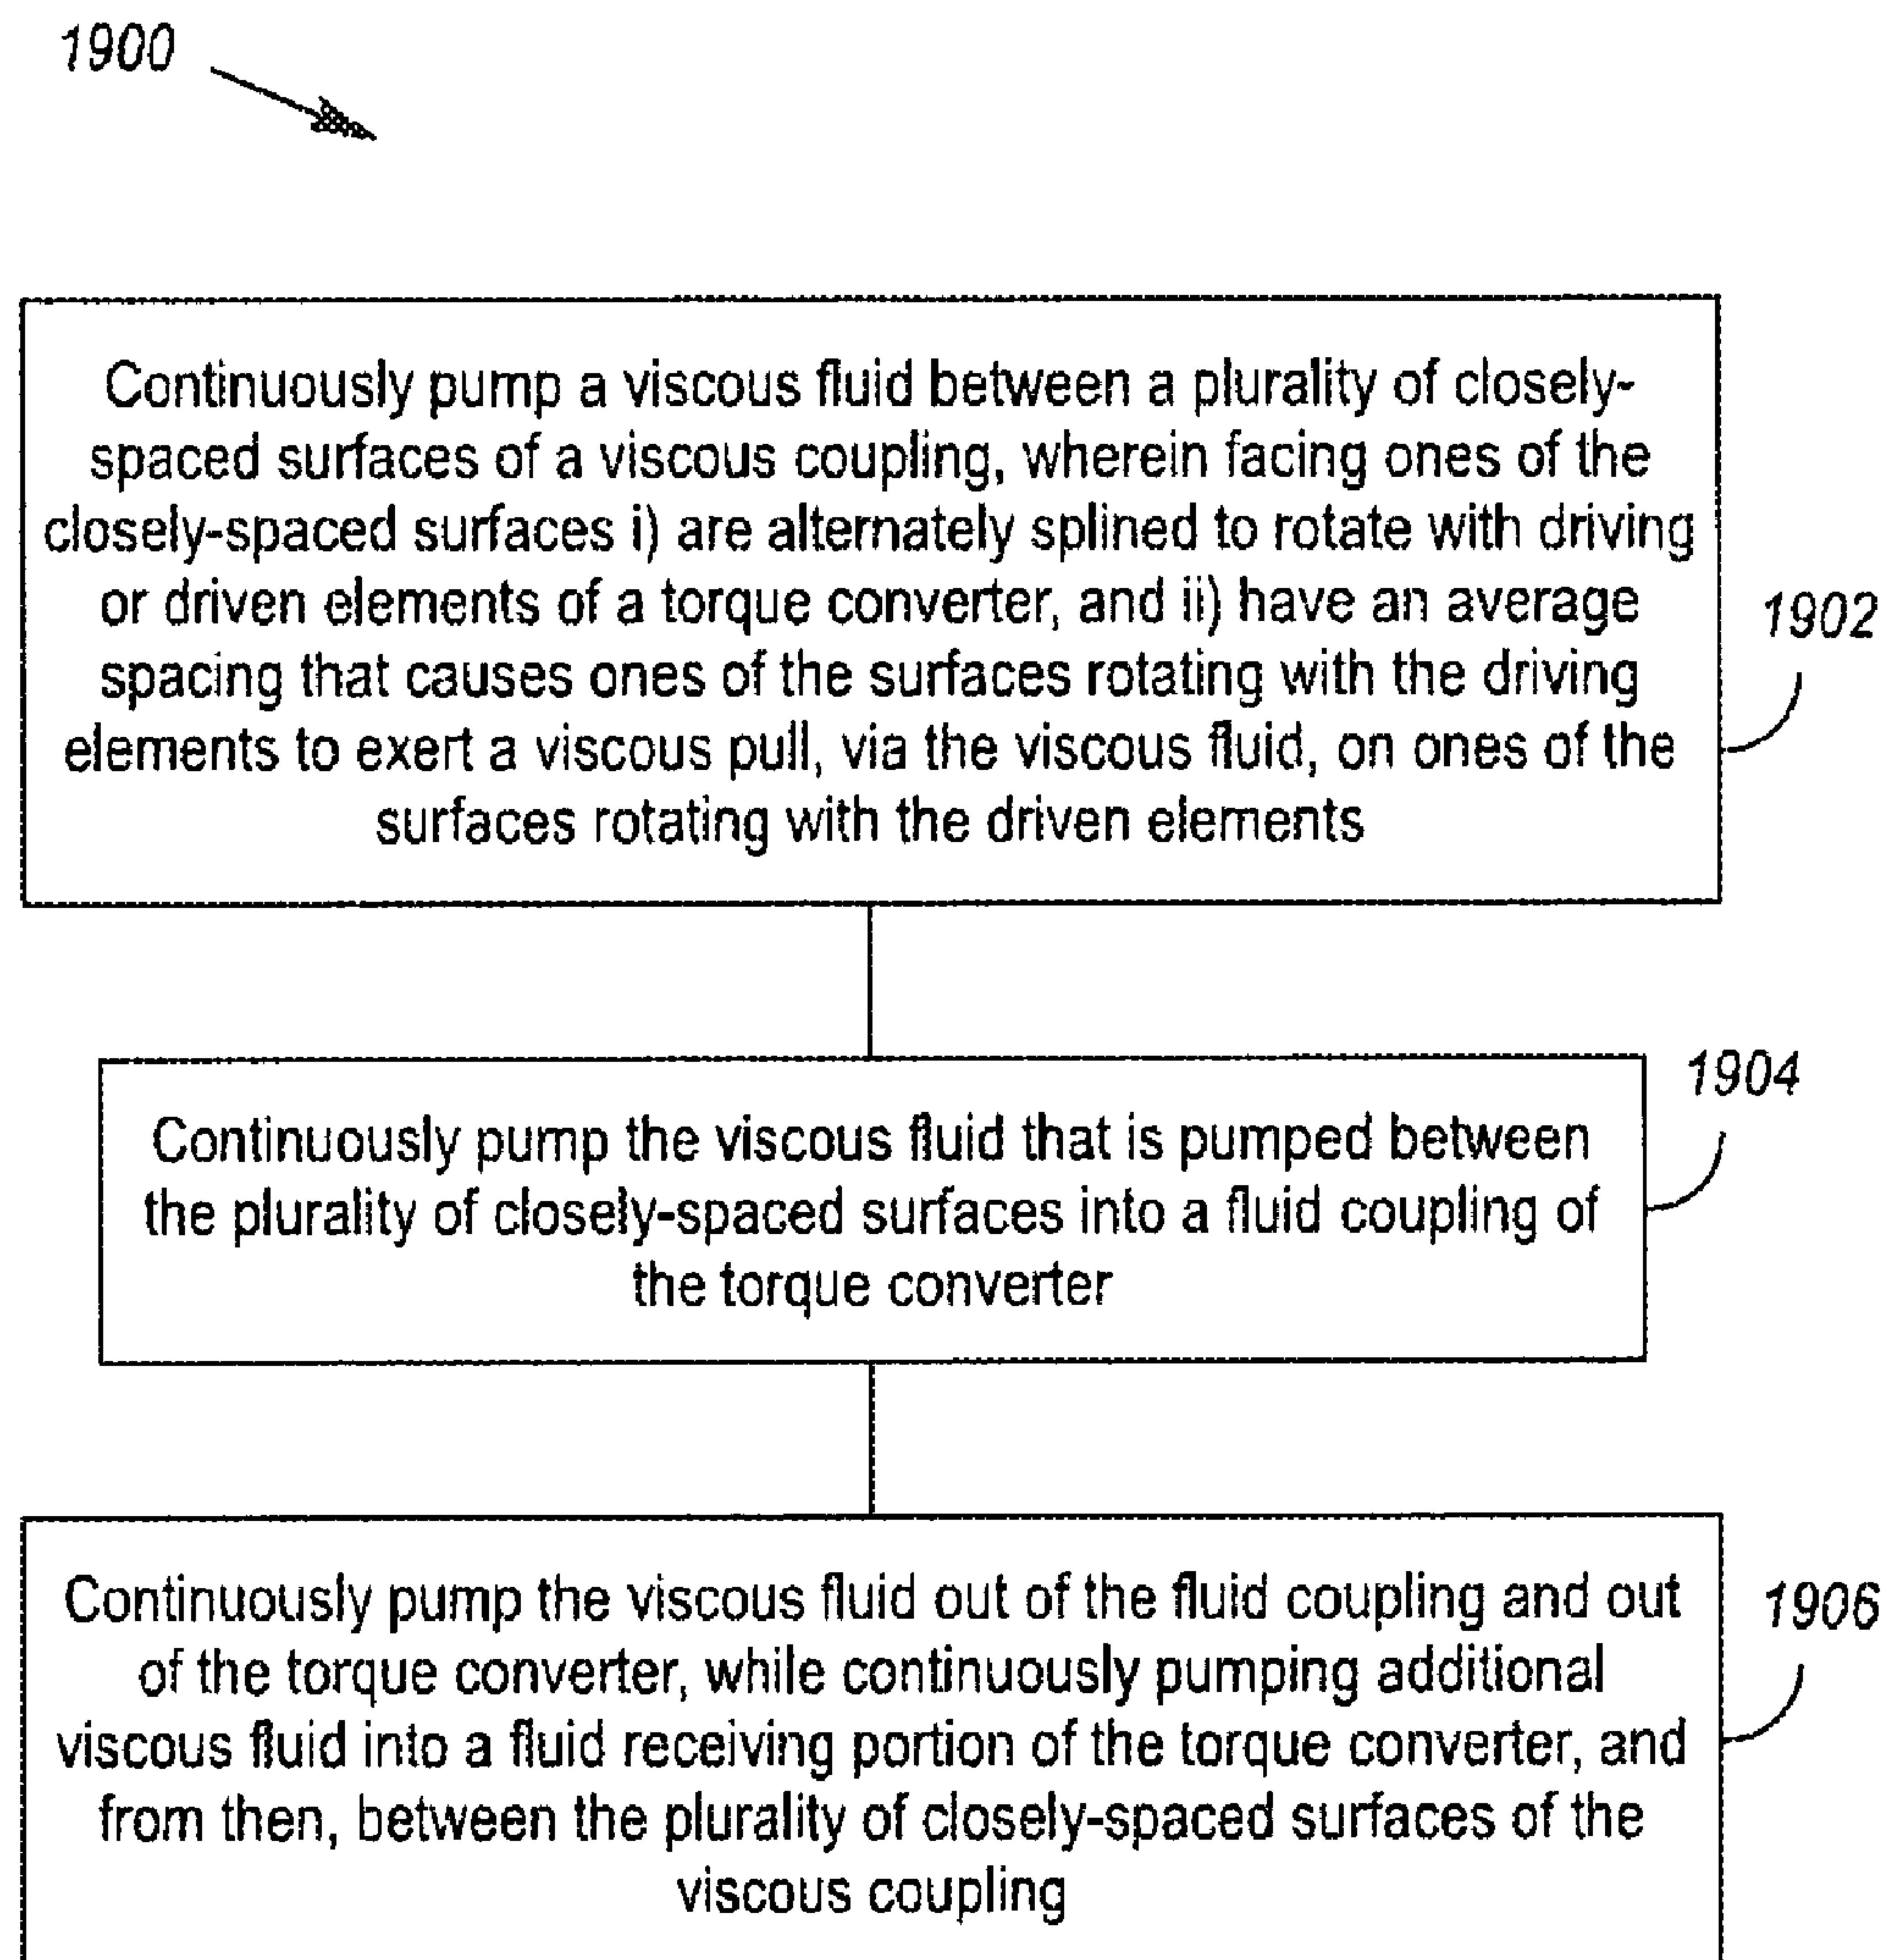 1900
Continuously pump a viscous fluid between a plurality of closely-
spaced surfaces of a viscous coupling, wherein facing ones of the
closely-spaced surfaces i) are alternately splined to rotate with driving
or driven elements of a torque converter, and ii) have an average
spacing that causes ones of the surfaces rotating with the driving
elements to exert a viscous pull, via the viscous fluid, on ones of the
surfaces rotating with the driven elements
1902
Continuously pump the viscous fluid that is pumped between
the plurality of closely-spaced surfaces into a fluid coupling of
the torque converter
1904
Continuously pump the viscous fluid out of the fluid coupling and out
of the torque converter, while continuously pumping additional
viscous fluid into a fluid receiving portion of the torque converter, and
from then, between the plurality of closely-spaced surfaces of the
viscous coupling
1906